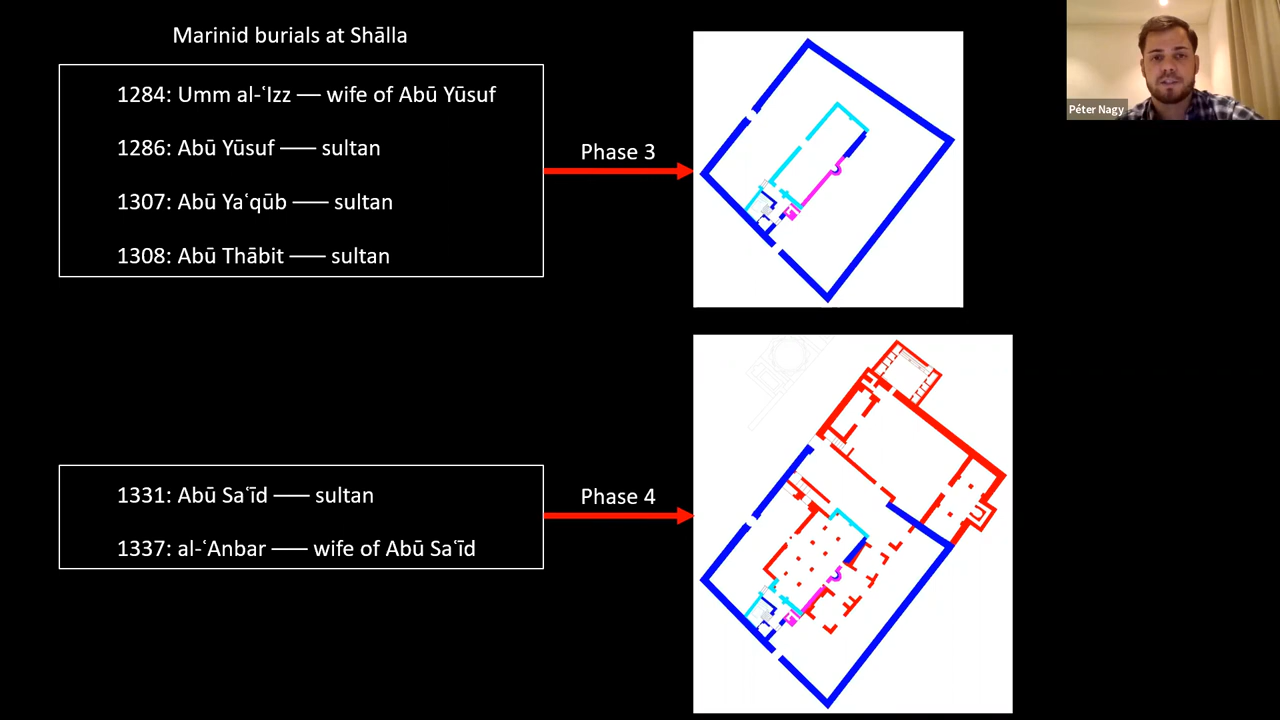 Marinid burials at Shālla
1284: Umm al-ʿIzz — wife of Abū Yūsuf
1286: Abū Yūsuf — sultan
1307: Abū Yaʿqūb — sultan
1308: Abū Thābit — sultan
Phase 3
1331: Abū Saʿīd — sultan
1337: al-ʿAnbar — wife of Abū Saʿīd
Phase 4
Péter Nagy